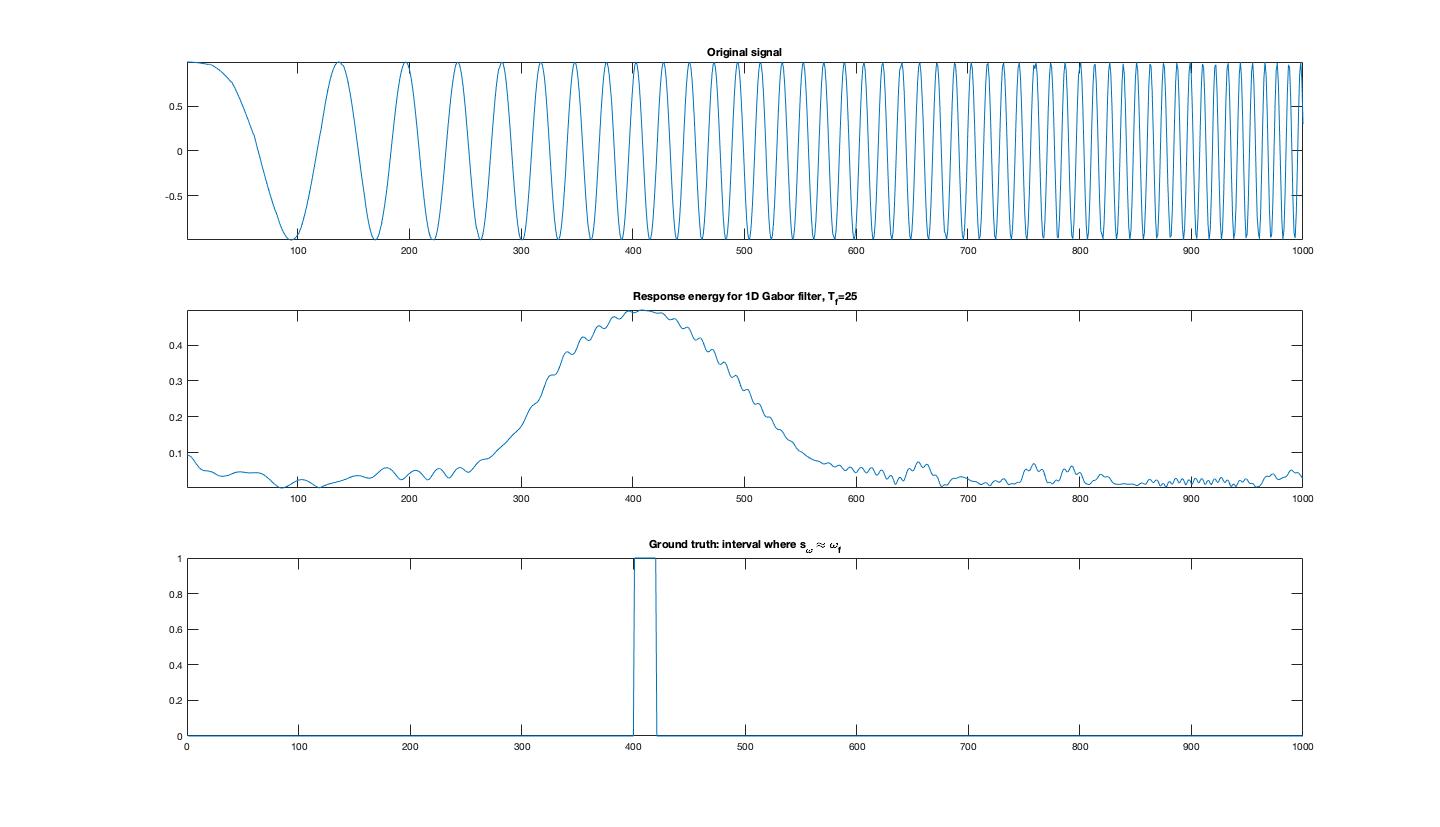 Original signal
0.5
0
-0.5
100 200 300 400 500 600 700 800 900 1000
Response energy for 1D Gabor filter, T_f=25
0.4
0.3
0.2
0.1
100 200 300 400 500 600 700 800 900 1000
Ground truth: interval where s_ω ≈ ω_f
1
0.8
0.6
0.4
0.2
0
0 100 200 300 400 500 600 700 800 900 1000